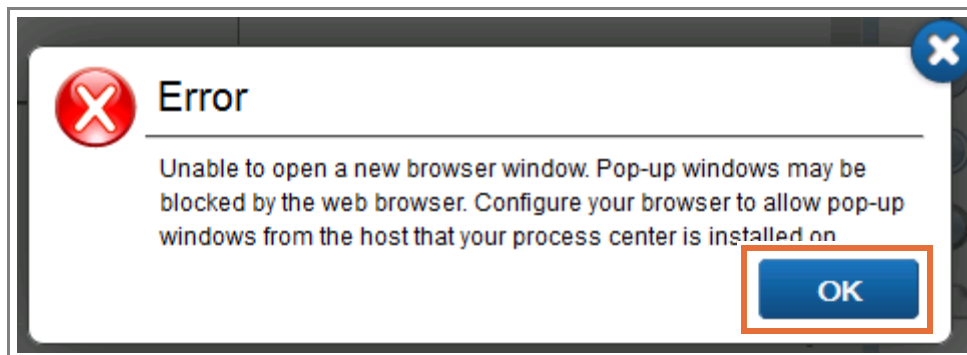 Error
Unable to open a new browser window. Pop-up windows may be
blocked by the web browser. Configure your browser to allow pop-up
windows from the host that your process center is installed on
OK